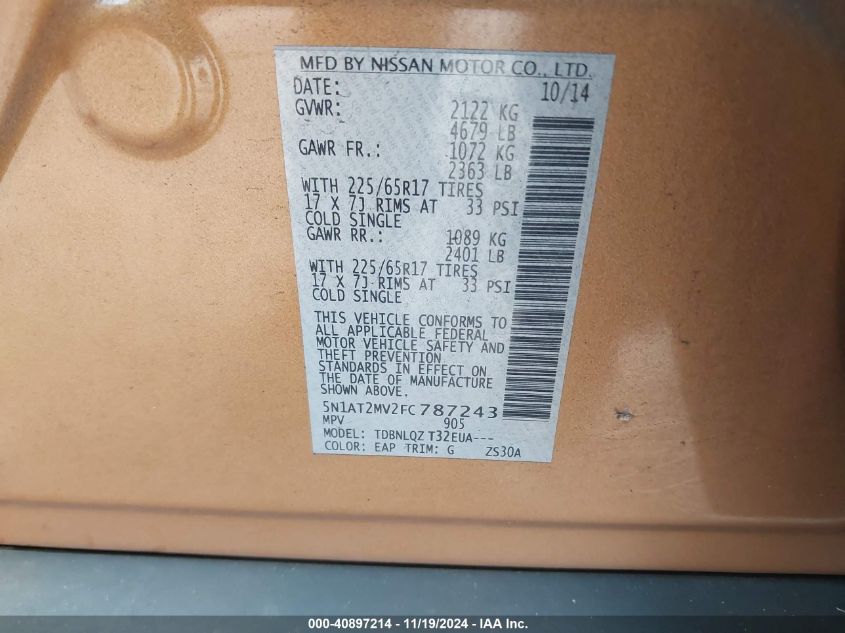 MFD BY NISSAN MOTOR CO., LTD.
DATE: 10/14
GVWR: 2122 KG
4679 LB
GAWR FR.: 1072 KG
2363 LB
WITH 225/65R17 TIRES
17 X 7J RIMS AT 33 PSI
COLD SINGLE
GAWR RR.: 1089 KG
2401 LB
WITH 225/65R17 TIRES
17 X 7J RIMS AT 33 PSI
COLD SINGLE
THIS VEHICLE CONFORMS TO
ALL APPLICABLE FEDERAL
MOTOR VEHICLE SAFETY AND
THEFT PREVENTION
STANDARDS IN EFFECT ON
THE DATE OF MANUFACTURE
SHOWN ABOVE.
5N1AT2MV2FC787243
MPV 905
MODEL: TDBNLQZ T32EUA---
COLOR: EAP TRIM: G ZS30A
000-40897214 - 11/19/2024 - IAA Inc.